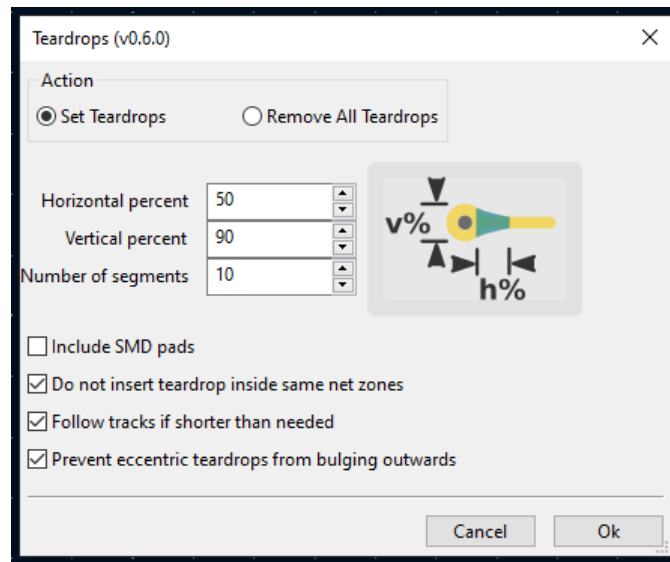 Teardrops (v0.6.0)
Action
Set Teardrops Remove All Teardrops
Horizontal percent 50
Vertical percent 90
Number of segments 10
v%
h%
Include SMD pads
Do not insert teardrop inside same net zones
Follow tracks if shorter than needed
Prevent eccentric teardrops from bulging outwards
Cancel Ok